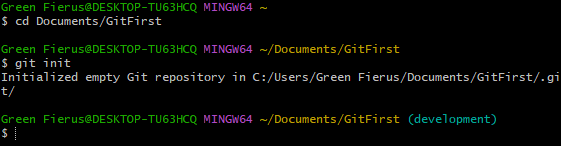 Green Fierus@DESKTOP-TU63HCQ MINGW64 ~
$ cd Documents/GitFirst
Green Fierus@DESKTOP-TU63HCQ MINGW64 ~/Documents/GitFirst
$ git init
Initialized empty Git repository in C:/Users/Green Fierus/Documents/GitFirst/.gi
t/
Green Fierus@DESKTOP-TU63HCQ MINGW64 ~/Documents/GitFirst (development)
$